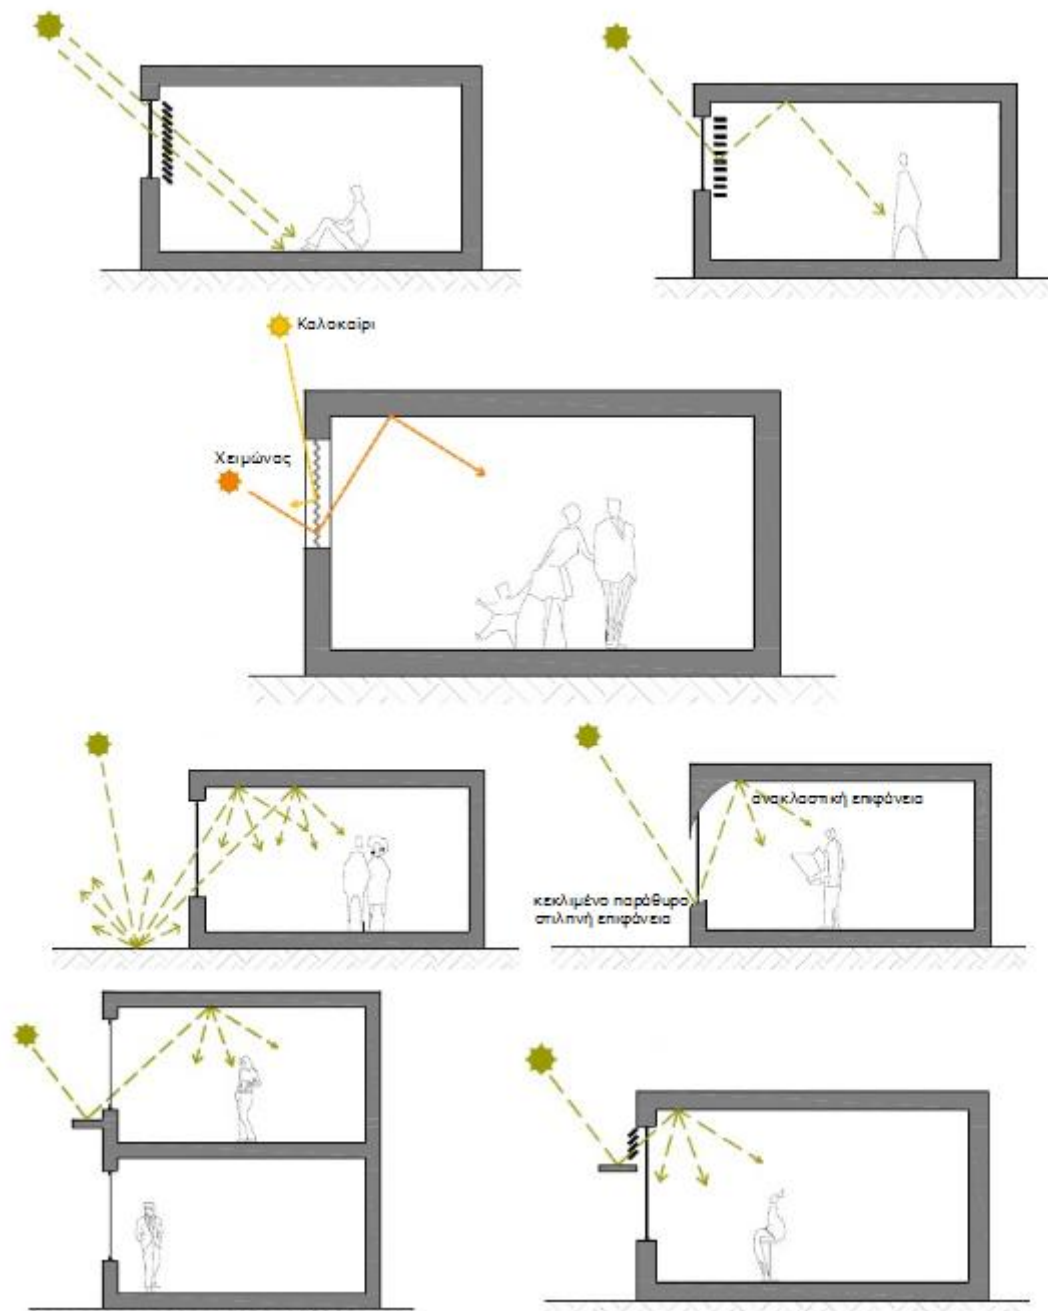 Καλοκαίρι
Χειμώνας
ανακλαστική επιφάνεια
κεκλιμένο παράθυρο
στιλπνή επιφάνεια